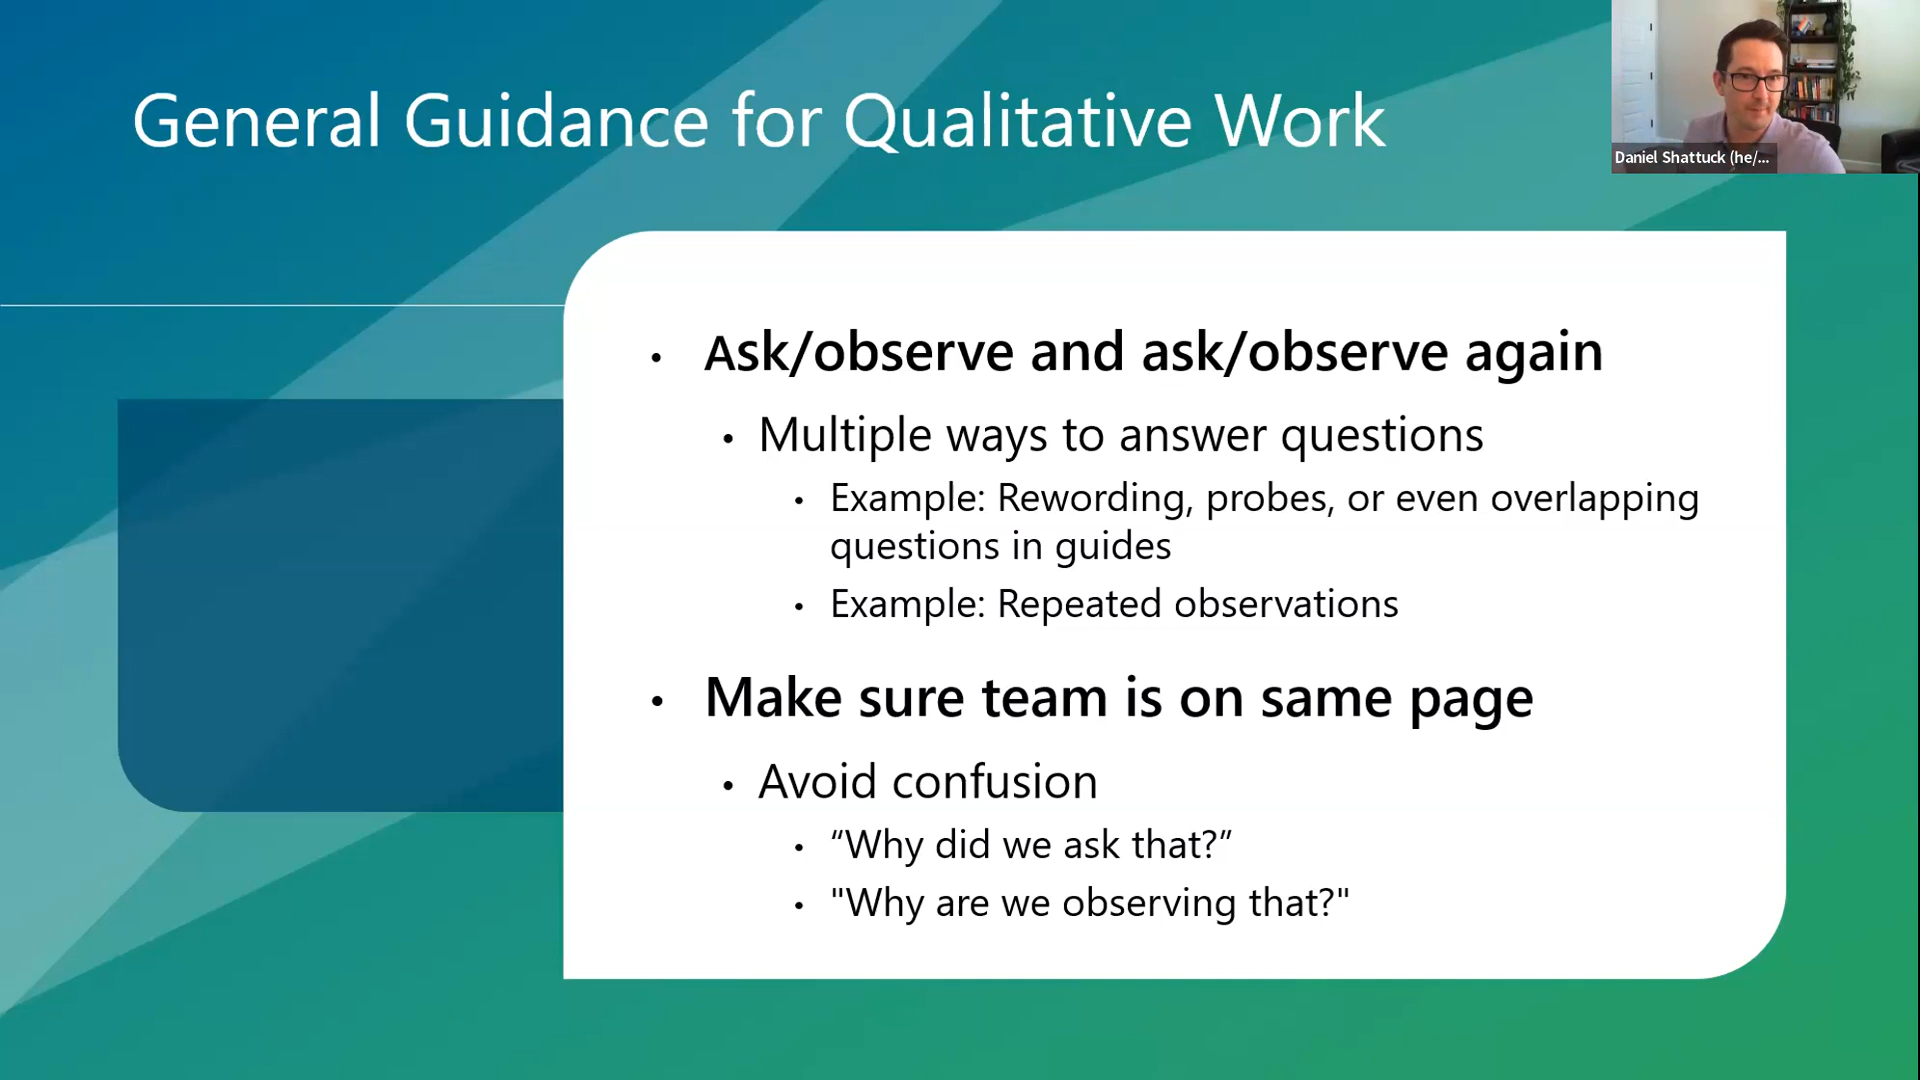 General Guidance for Qualitative Work
Daniel Shattuck (he/...
• Ask/observe and ask/observe again
• Multiple ways to answer questions
• Example: Rewording, probes, or even overlapping
questions in guides
• Example: Repeated observations
• Make sure team is on same page
• Avoid confusion
• “Why did we ask that?”
• "Why are we observing that?"